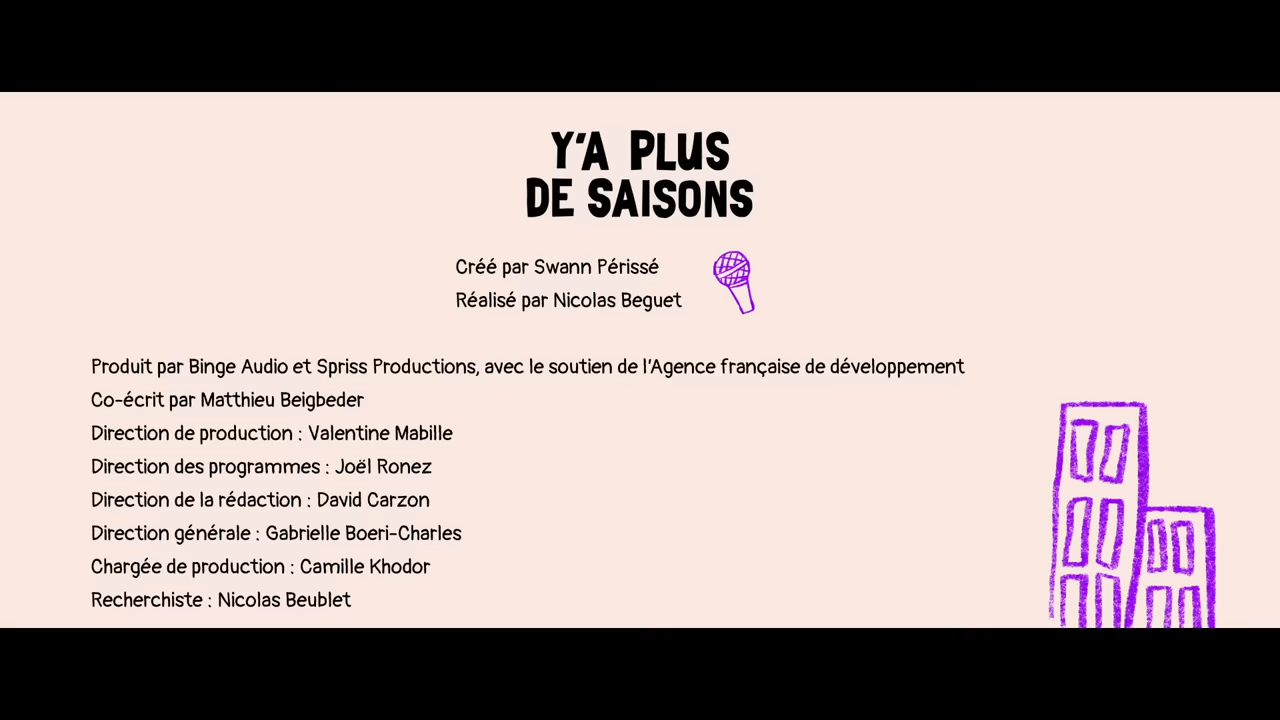 Y'A PLUS
DE SAISONS
Créé par Swann Périssé
Réalisé par Nicolas Beguet
Produit par Binge Audio et Spriss Productions, avec le soutien de l'Agence française de développement
Co-écrit par Matthieu Beigbeder
Direction de production : Valentine Mabille
Direction des programmes : Joël Ronez
Direction de la rédaction : David Carzon
Direction générale : Gabrielle Boeri-Charles
Chargée de production : Camille Khodor
Recherchiste : Nicolas Beublet